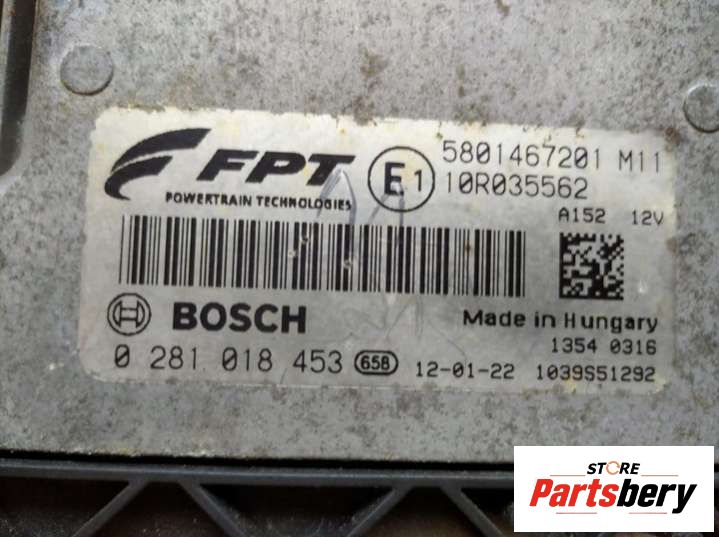 FPT
POWERTRAIN TECHNOLOGIES
E1
5801467201 M11
10R035562
A152 12V
BOSCH
Made in Hungary
1354 0316
0 281 018 453 658 12-01-22 1039S51292
STORE
Partsbery